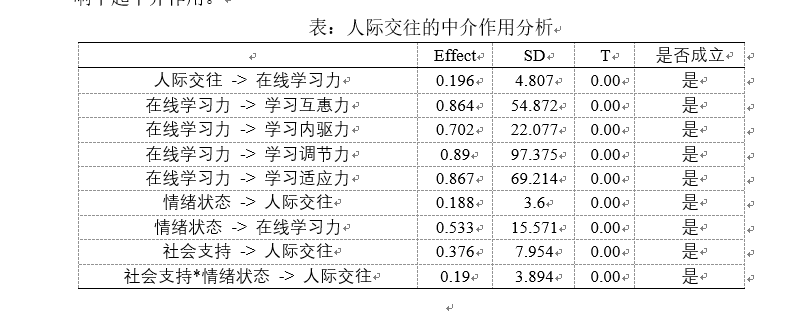 表：人际交往的中介作用分析
Effect SD T 是否成立
人际交往 -> 在线学习力 0.196 4.807 0.00 是
在线学习力 -> 学习互惠力 0.864 54.872 0.00 是
在线学习力 -> 学习内驱力 0.702 22.077 0.00 是
在线学习力 -> 学习调节力 0.89 97.375 0.00 是
在线学习力 -> 学习适应力 0.867 69.214 0.00 是
情绪状态 -> 人际交往 0.188 3.6 0.00 是
情绪状态 -> 在线学习力 0.533 15.571 0.00 是
社会支持 -> 人际交往 0.376 7.954 0.00 是
社会支持*情绪状态 -> 人际交往 0.19 3.894 0.00 是